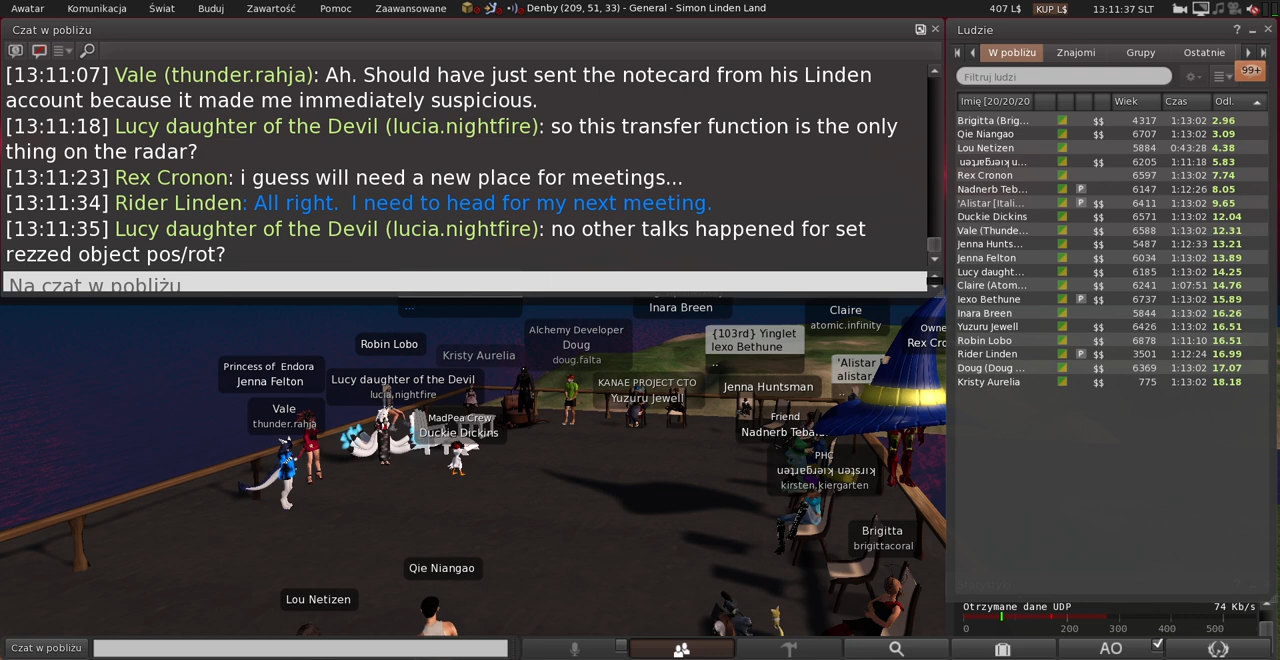 Awatar Komunikacja Świat Buduj Zawartość Pomoc Zaawansowane Denby (209, 51, 33) - General - Simon Linden Land 407 L$ KUP L$ 13:11:37 SLT
Czat w pobliżu
[13:11:07] Vale (thunder.rahja): Ah. Should have just sent the notecard from his Linden
account because it made me immediately suspicious.
[13:11:18] Lucy daughter of the Devil (lucia.nightfire): so this transfer function is the only
thing on the radar?
[13:11:23] Rex Cronon: i guess will need a new place for meetings...
[13:11:34] Rider Linden: All right. I need to head for my next meeting.
[13:11:35] Lucy daughter of the Devil (lucia.nightfire): no other talks happened for set
rezzed object pos/rot?
Na czat w pobliżu
...
Inara Breen
Claire
atomic.infinity
Alchemy Developer
Doug
doug.falta
{103rd} Yinglet
Iexo Bethune
..
Owne
Rex Cro
Robin Lobo
Kristy Aurelia
Princess of Endora
Jenna Felton
Lucy daughter of the Devil
lucia.nightfire
KANAE PROJECT CTO
Yuzuru Jewell
Jenna Huntsman
'Alistar
alistar
..
Vale
thunder.rahja
MadPea Crew
Duckie Dickins
Friend
Nadnerb Teba...
PHC
uǝʇɹɐƃɹǝıʞ uǝʇsɹıʞ
kirsten.kiergarten
Brigitta
brigittacoral
Qie Niangao
Lou Netizen
Czat w pobliżu
Ludzie
W pobliżu Znajomi Grupy Ostatnie
Filtruj ludzi 99+
Imię [20/20/20 Wiek Czas Odl.
Brigitta (Brig... $$ 4317 1:13:02 2.96
Qie Niangao $$ 6707 1:13:02 3.09
Lou Netizen 5884 0:43:28 4.38
uǝʇɹɐƃɹǝıʞ u... $$ 6205 1:11:18 5.83
Rex Cronon 6597 1:13:02 7.74
Nadnerb Teb... P 6147 1:12:26 8.05
'Alistar [Itali... P $$ 6411 1:13:02 9.65
Duckie Dickins 6571 1:13:02 12.04
Vale (Thunde... 6588 1:13:02 12.31
Jenna Hunts... 5487 1:12:33 13.21
Jenna Felton 6034 1:13:02 13.89
Lucy daught... 6185 1:13:02 14.25
Claire (Atom... 6241 1:07:51 14.76
Iexo Bethune P $$ 6737 1:13:02 15.89
Inara Breen 5844 1:13:02 16.26
Yuzuru Jewell $$ 6426 1:13:02 16.51
Robin Lobo $$ 6878 1:11:10 16.51
Rider Linden P $$ 3501 1:12:24 16.99
Doug (Doug ... $$ 6369 1:13:02 17.07
Kristy Aurelia $$ 775 1:13:02 18.18
Otrzymane dane UDP 74 Kb/s
0 200 300 400 500
AO